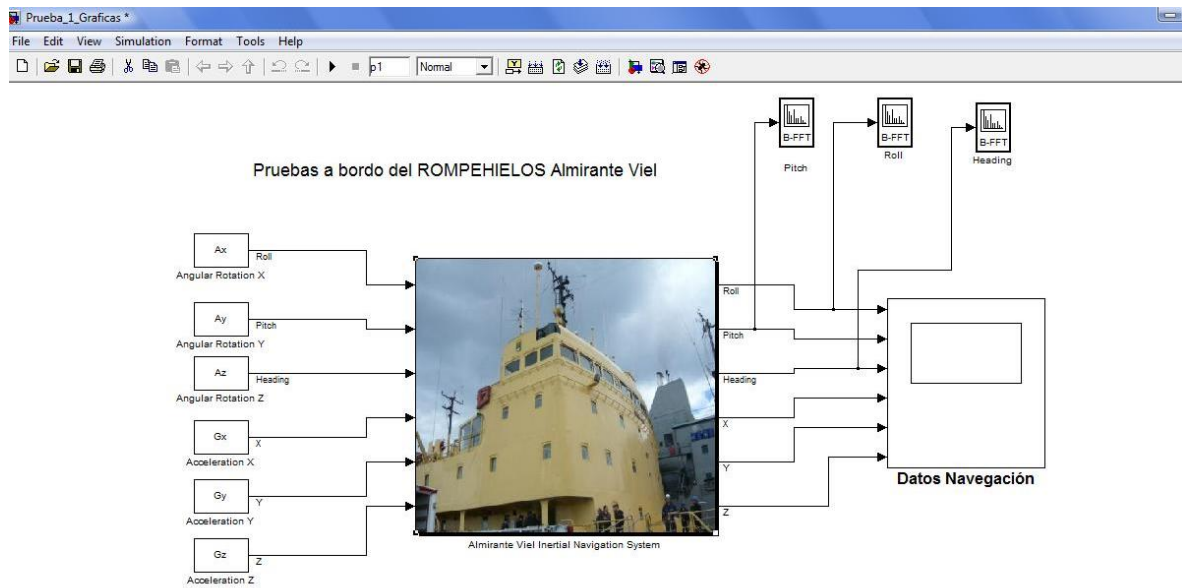 Prueba_1_Graficas *
File Edit View Simulation Format Tools Help
p1 Normal
B-FFT
Pitch
B-FFT
Roll
B-FFT
Heading
Pruebas a bordo del ROMPEHIELOS Almirante Viel
Ax
Roll
Angular Rotation X
Ay
Pitch
Angular Rotation Y
Az
Heading
Angular Rotation Z
Gx
X
Acceleration X
Gy
Y
Acceleration Y
Gz
Z
Acceleration Z
Roll
Pitch
Heading
X
Y
Z
Almirante Viel Inertial Navigation System
Datos Navegación